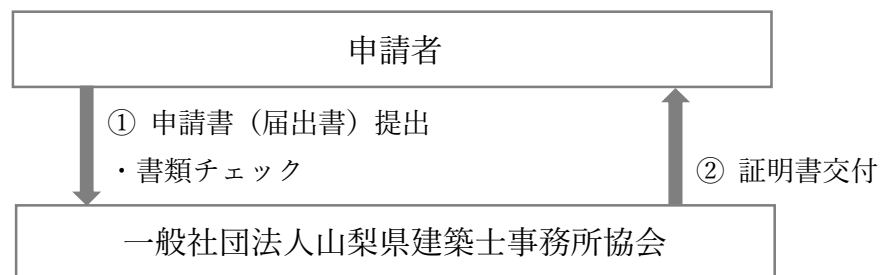 申請者
① 申請書（届出書）提出
・書類チェック
② 証明書交付
一般社団法人山梨県建築士事務所協会